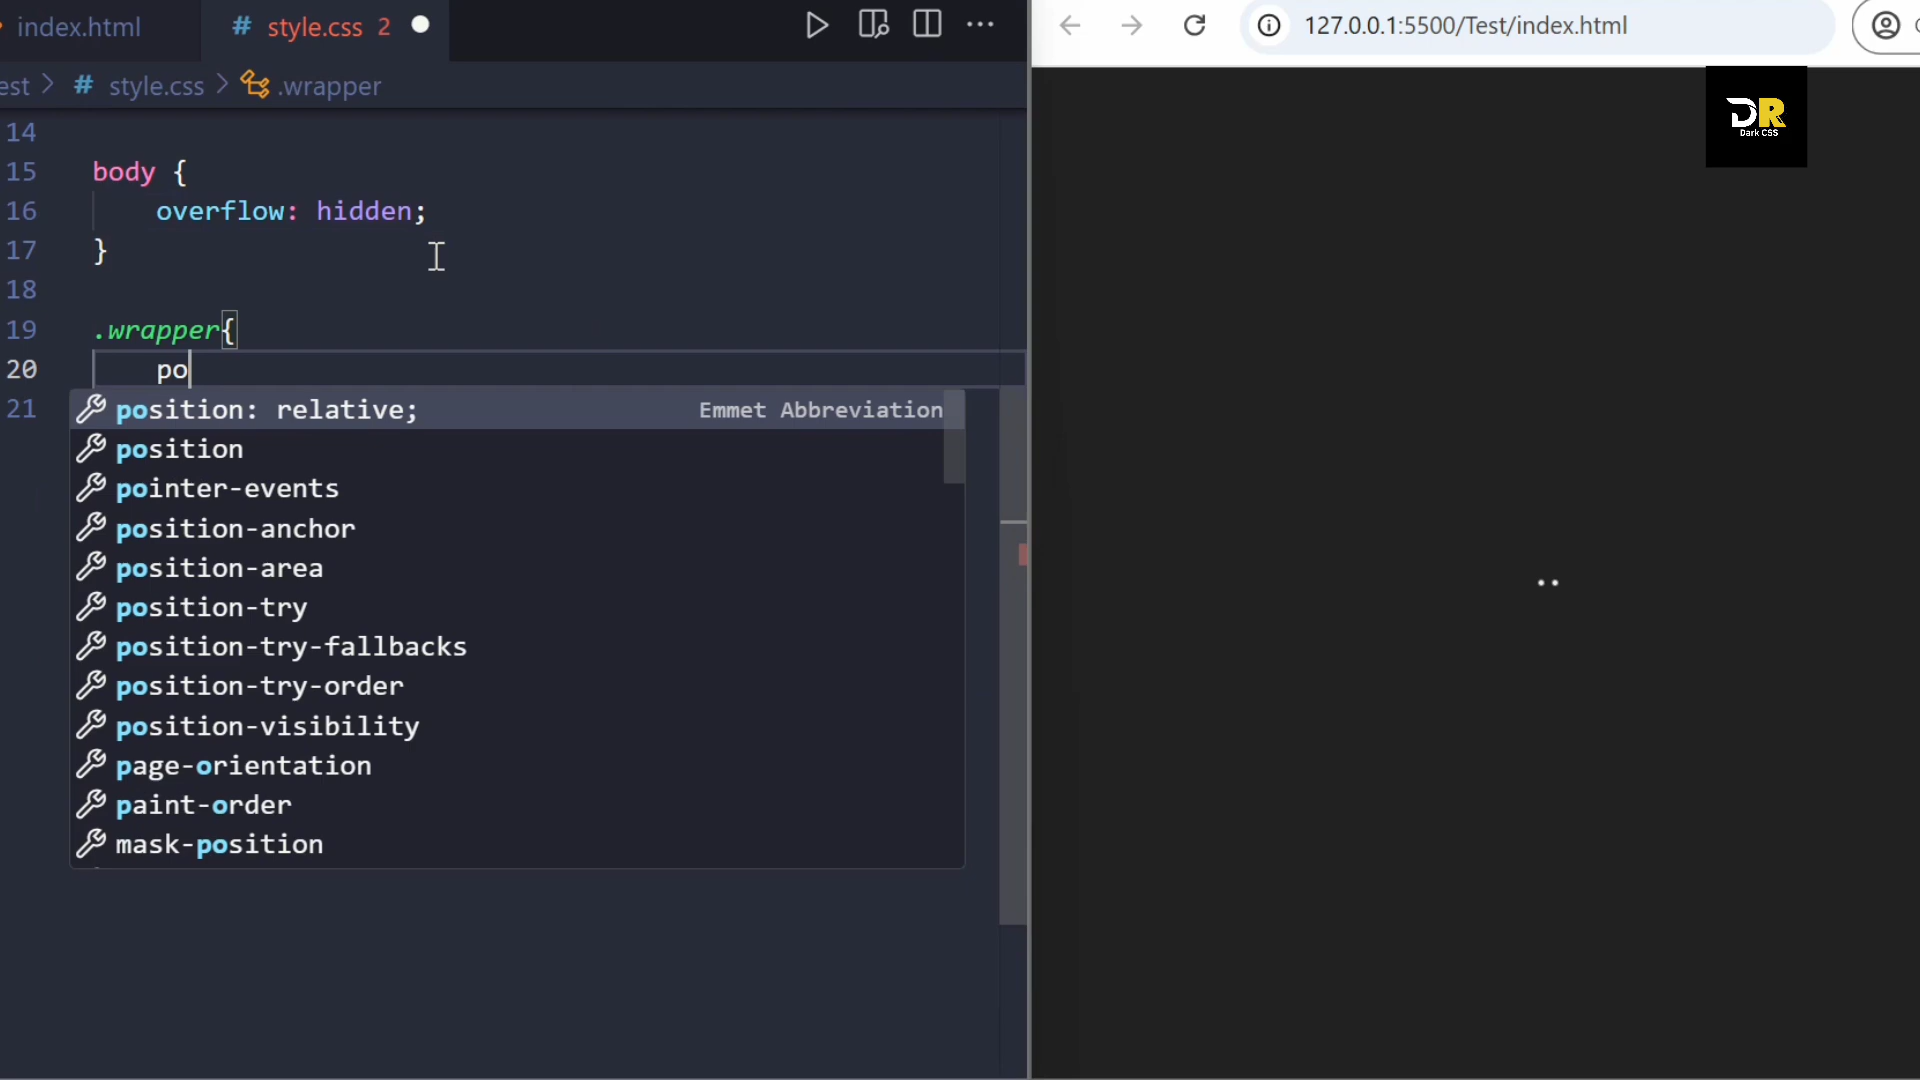 index.html
# style.css 2
127.0.0.1:5500/Test/index.html
est > # style.css > .wrapper
DR
Dark CSS
14
15 body {
16 overflow: hidden;
17 }
18
19 .wrapper{
20 po
21
position: relative; Emmet Abbreviation
position
pointer-events
position-anchor
position-area
position-try
position-try-fallbacks
position-try-order
position-visibility
page-orientation
paint-order
mask-position